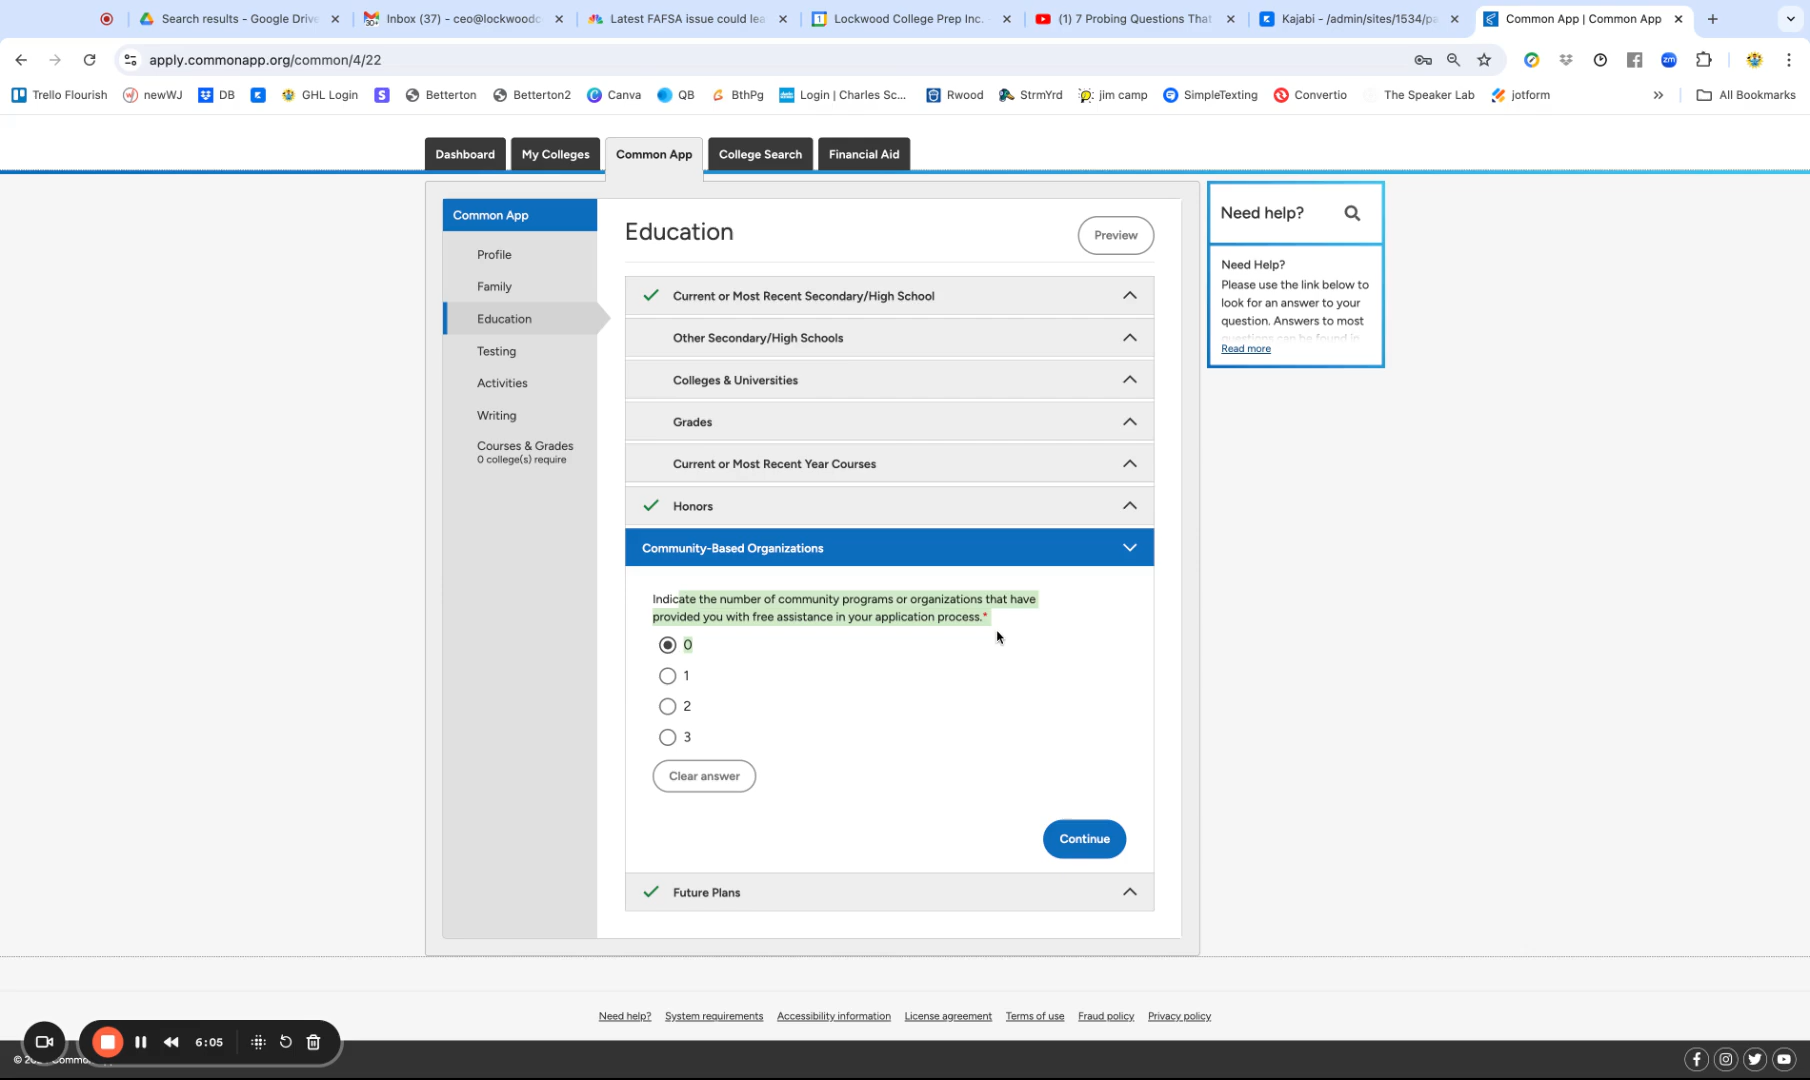 Search results - Google Drive
Inbox (37) - ceo@lockwoodc
Latest FAFSA issue could lea
Lockwood College Prep Inc.
(1) 7 Probing Questions That
Kajabi - /admin/sites/1534/pa
Common App | Common App
apply.commonapp.org/common/4/22
Trello Flourish
newWJ
DB
GHL Login
Betterton
Betterton2
Canva
QB
BthPg
Login | Charles Sc...
Rwood
StrmYrd
jim camp
SimpleTexting
Convertio
The Speaker Lab
jotform
All Bookmarks
Dashboard
My Colleges
Common App
College Search
Financial Aid
Common App
Profile
Family
Education
Testing
Activities
Writing
Courses & Grades
0 college(s) require
Education
Preview
Current or Most Recent Secondary/High School
Other Secondary/High Schools
Colleges & Universities
Grades
Current or Most Recent Year Courses
Honors
Community-Based Organizations
Indicate the number of community programs or organizations that have
provided you with free assistance in your application process.*
0
1
2
3
Clear answer
Continue
Future Plans
Need help?
Need Help?
Please use the link below to
look for an answer to your
question. Answers to most
questions can be found in
Read more
Need help?
System requirements
Accessibility information
License agreement
Terms of use
Fraud policy
Privacy policy
6:05